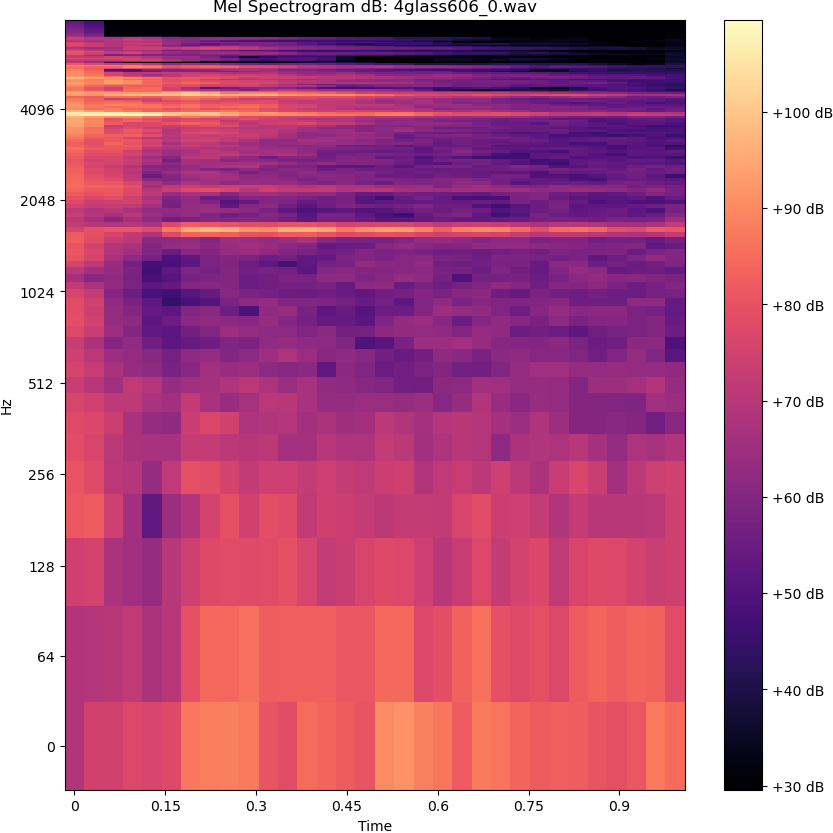 Mel Spectrogram dB: 4glass606_0.wav
4096
2048
1024
512
256
128
64
0
Hz
0
0.15
0.3
0.45
0.6
0.75
0.9
Time
+100 dB
+90 dB
+80 dB
+70 dB
+60 dB
+50 dB
+40 dB
+30 dB